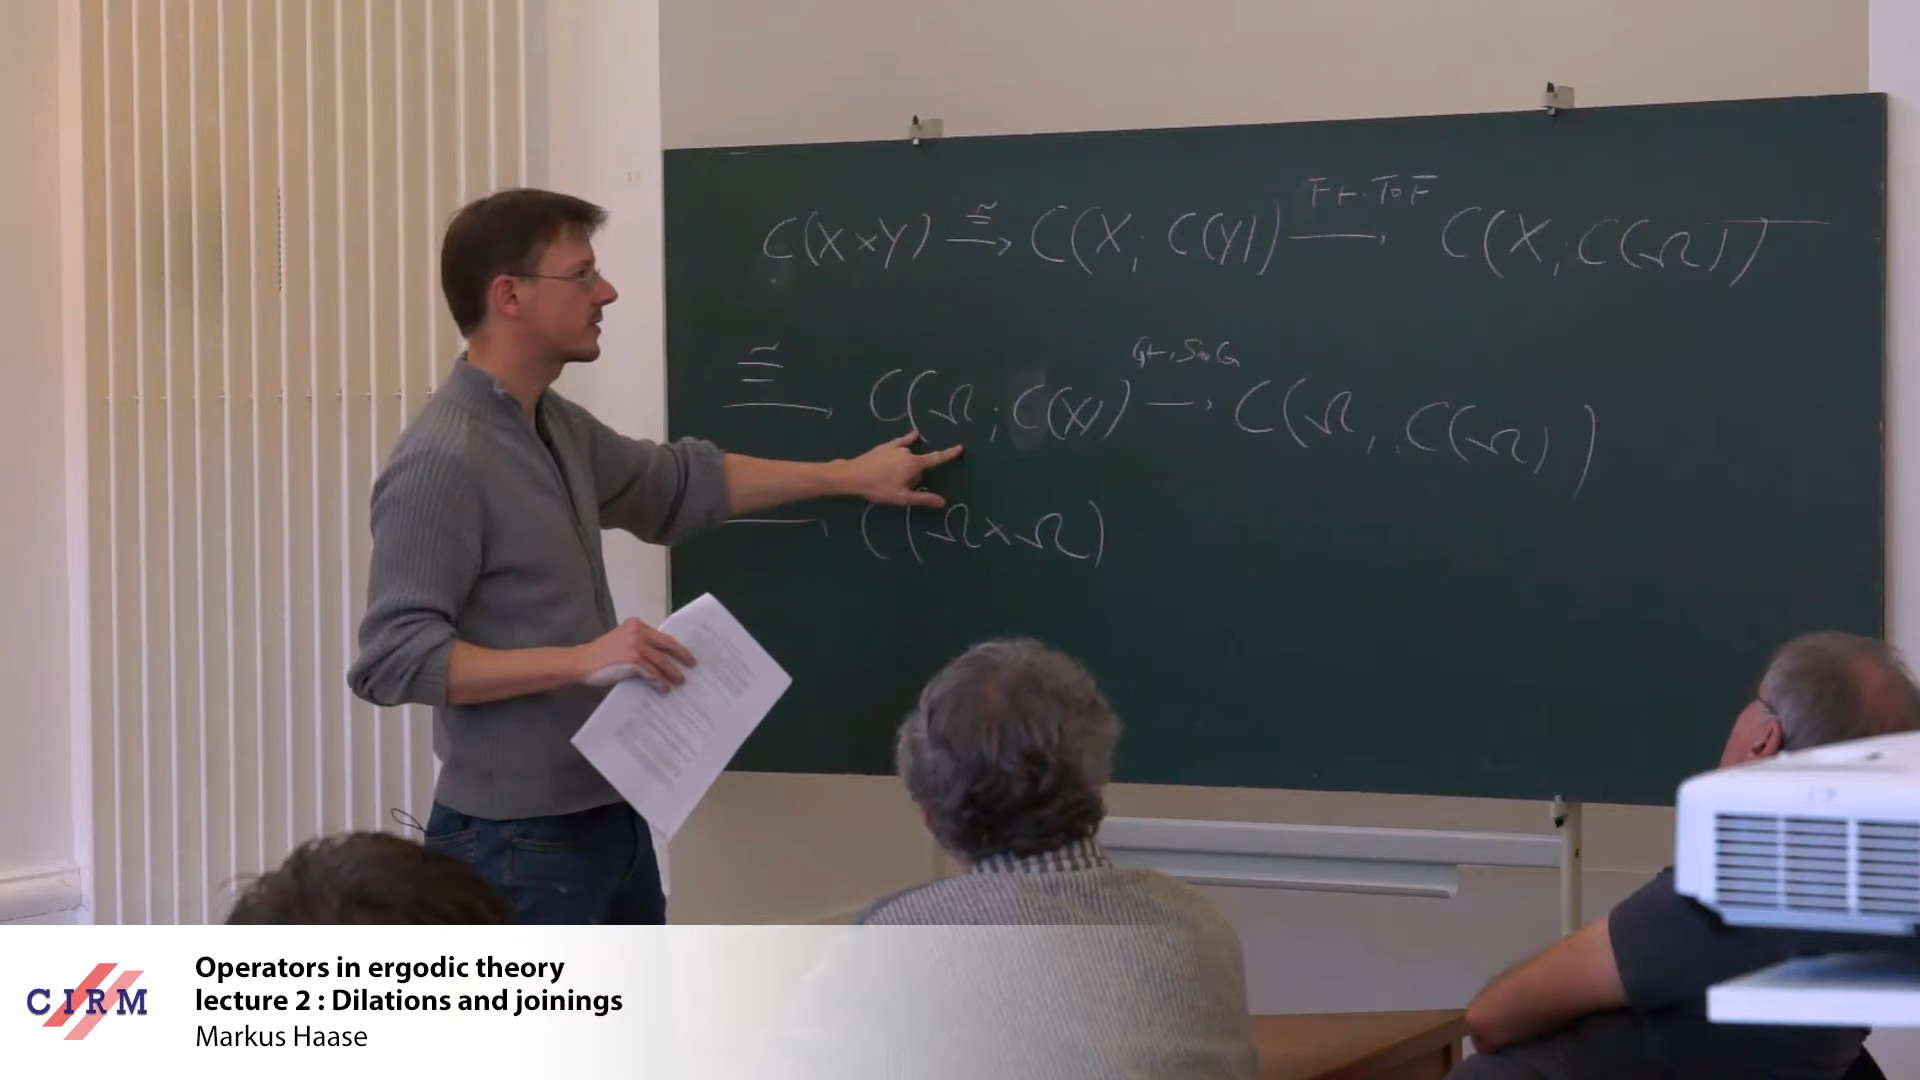 C(X×Y) ≅→ C(X; C(Y)) F↦T∘F→ C(X; C(Ω))
≅→ C(Ω; C(X)) G↦S∘G→ C(Ω; C(Ω))
→ C(Ω×Ω)
CIRM
Operators in ergodic theory
lecture 2 : Dilations and joinings
Markus Haase